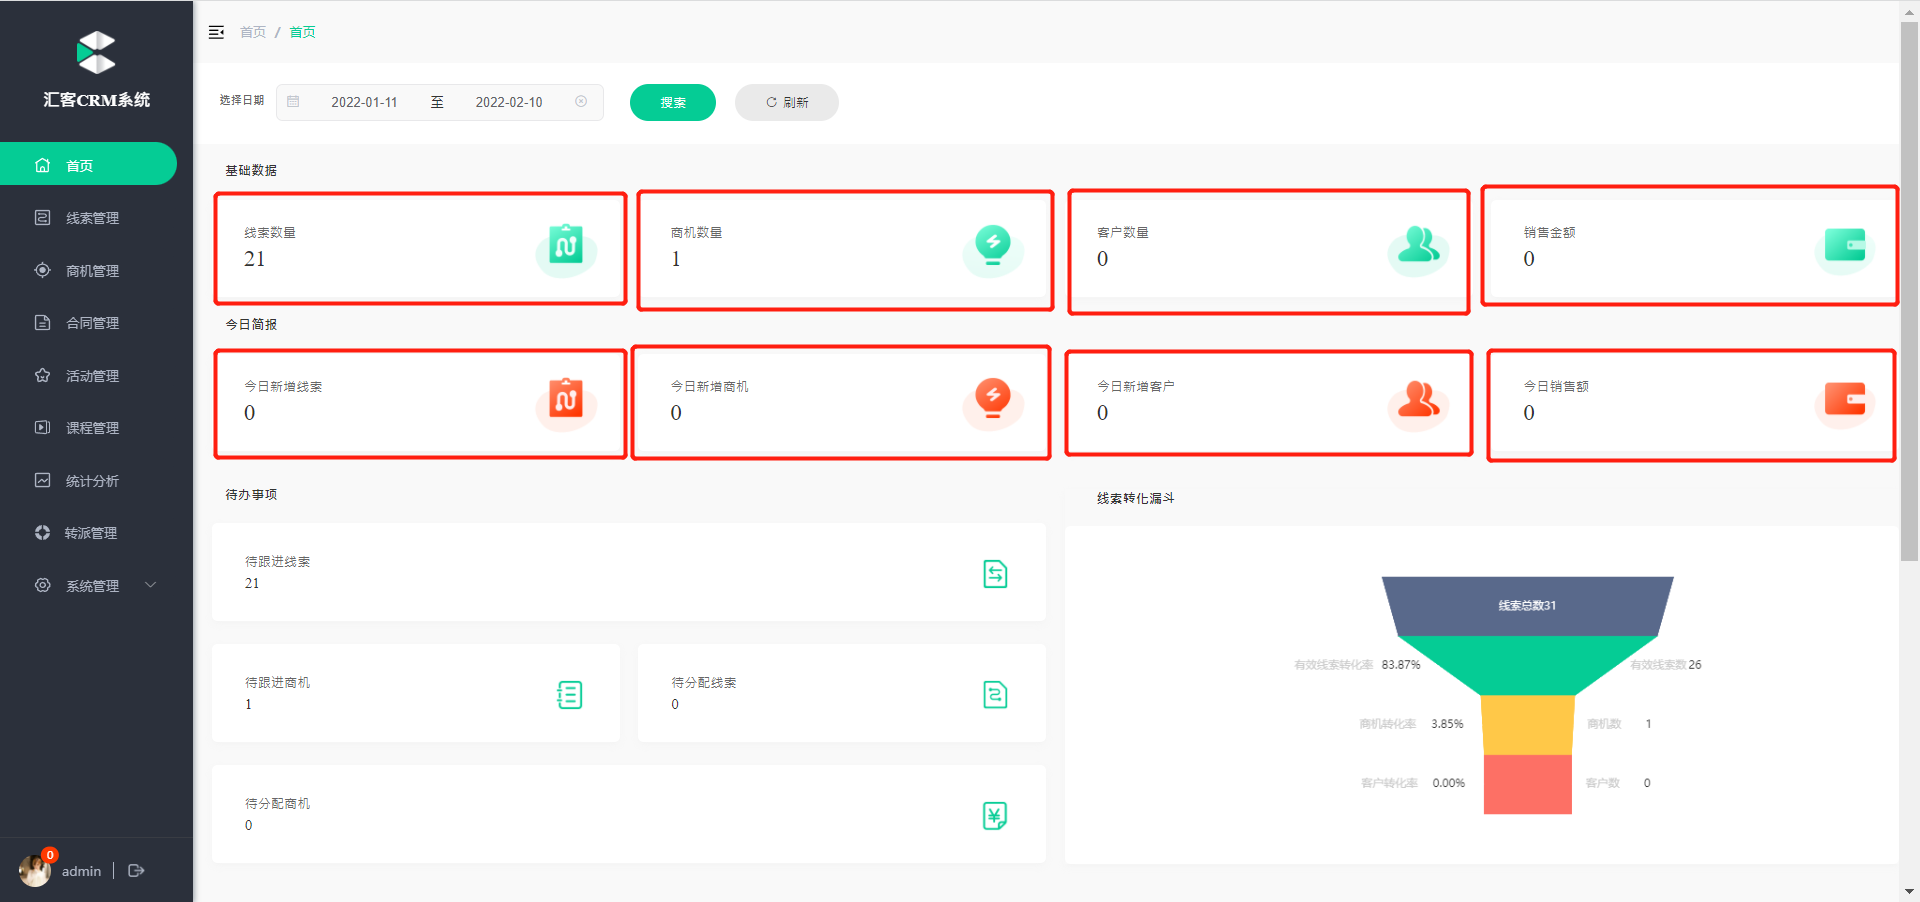 汇客CRM系统
首页
线索管理
商机管理
合同管理
活动管理
课程管理
统计分析
转派管理
系统管理
0
admin
首页 / 首页
选择日期 2022-01-11 至 2022-02-10 搜索 刷新
基础数据
线索数量
21
商机数量
1
客户数量
0
销售金额
0
今日简报
今日新增线索
0
今日新增商机
0
今日新增客户
0
今日销售额
0
待办事项
待跟进线索
21
待跟进商机
1
待分配线索
0
待分配商机
0
线索转化漏斗
线索总数31
有效线索转化率 83.87% 有效线索数 26
商机转化率 3.85% 商机数 1
客户转化率 0.00% 客户数 0